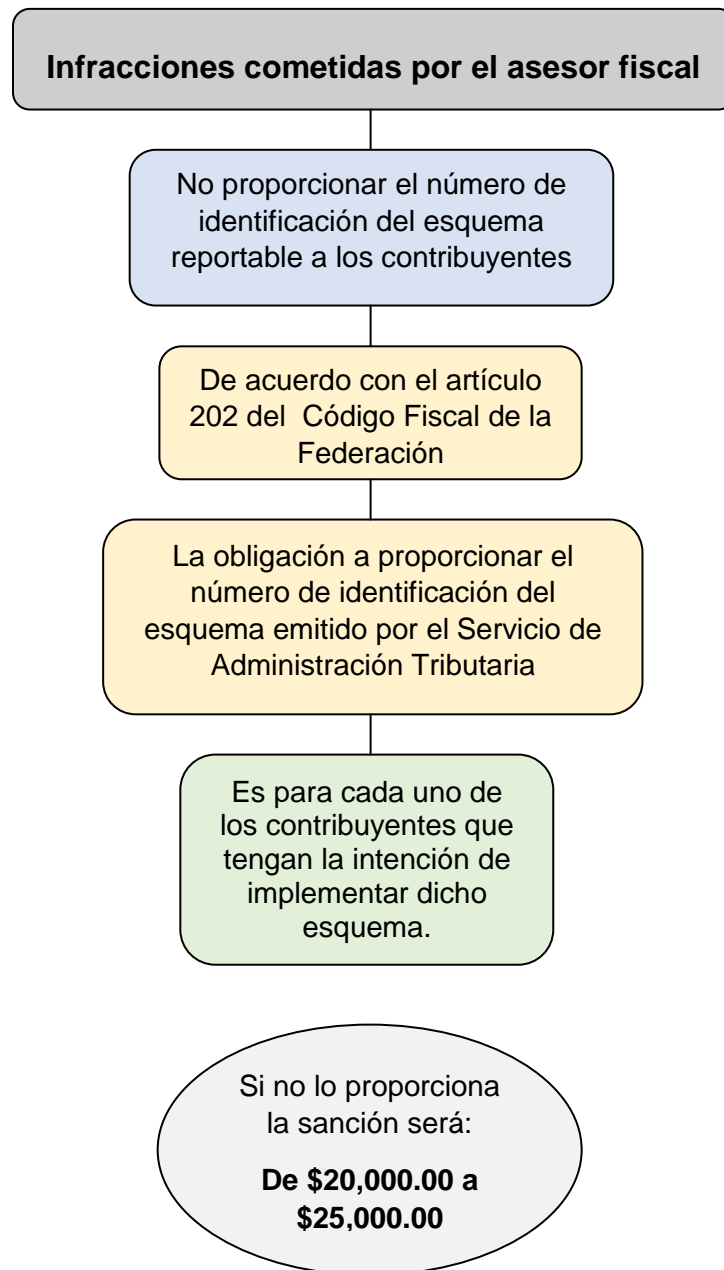 Infracciones cometidas por el asesor fiscal
No proporcionar el número de
identificación del esquema
reportable a los contribuyentes
De acuerdo con el artículo
202 del  Código Fiscal de la
Federación
La obligación a proporcionar el
número de identificación del
esquema emitido por el Servicio de
Administración Tributaria
Es para cada uno de
los contribuyentes que
tengan la intención de
implementar dicho
esquema.
Si no lo proporciona
la sanción será:
De $20,000.00 a
$25,000.00